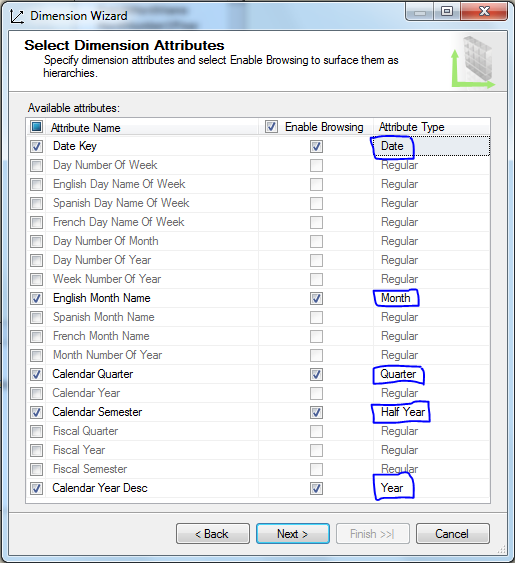 Dimension Wizard
Select Dimension Attributes
Specify dimension attributes and select Enable Browsing to surface them as
hierarchies.
Available attributes:
Attribute Name Enable Browsing Attribute Type
Date Key Date
Day Number Of Week Regular
English Day Name Of Week Regular
Spanish Day Name Of Week Regular
French Day Name Of Week Regular
Day Number Of Month Regular
Day Number Of Year Regular
Week Number Of Year Regular
English Month Name Month
Spanish Month Name Regular
French Month Name Regular
Month Number Of Year Regular
Calendar Quarter Quarter
Calendar Year Regular
Calendar Semester Half Year
Fiscal Quarter Regular
Fiscal Year Regular
Fiscal Semester Regular
Calendar Year Desc Year
< Back Next > Finish >>| Cancel